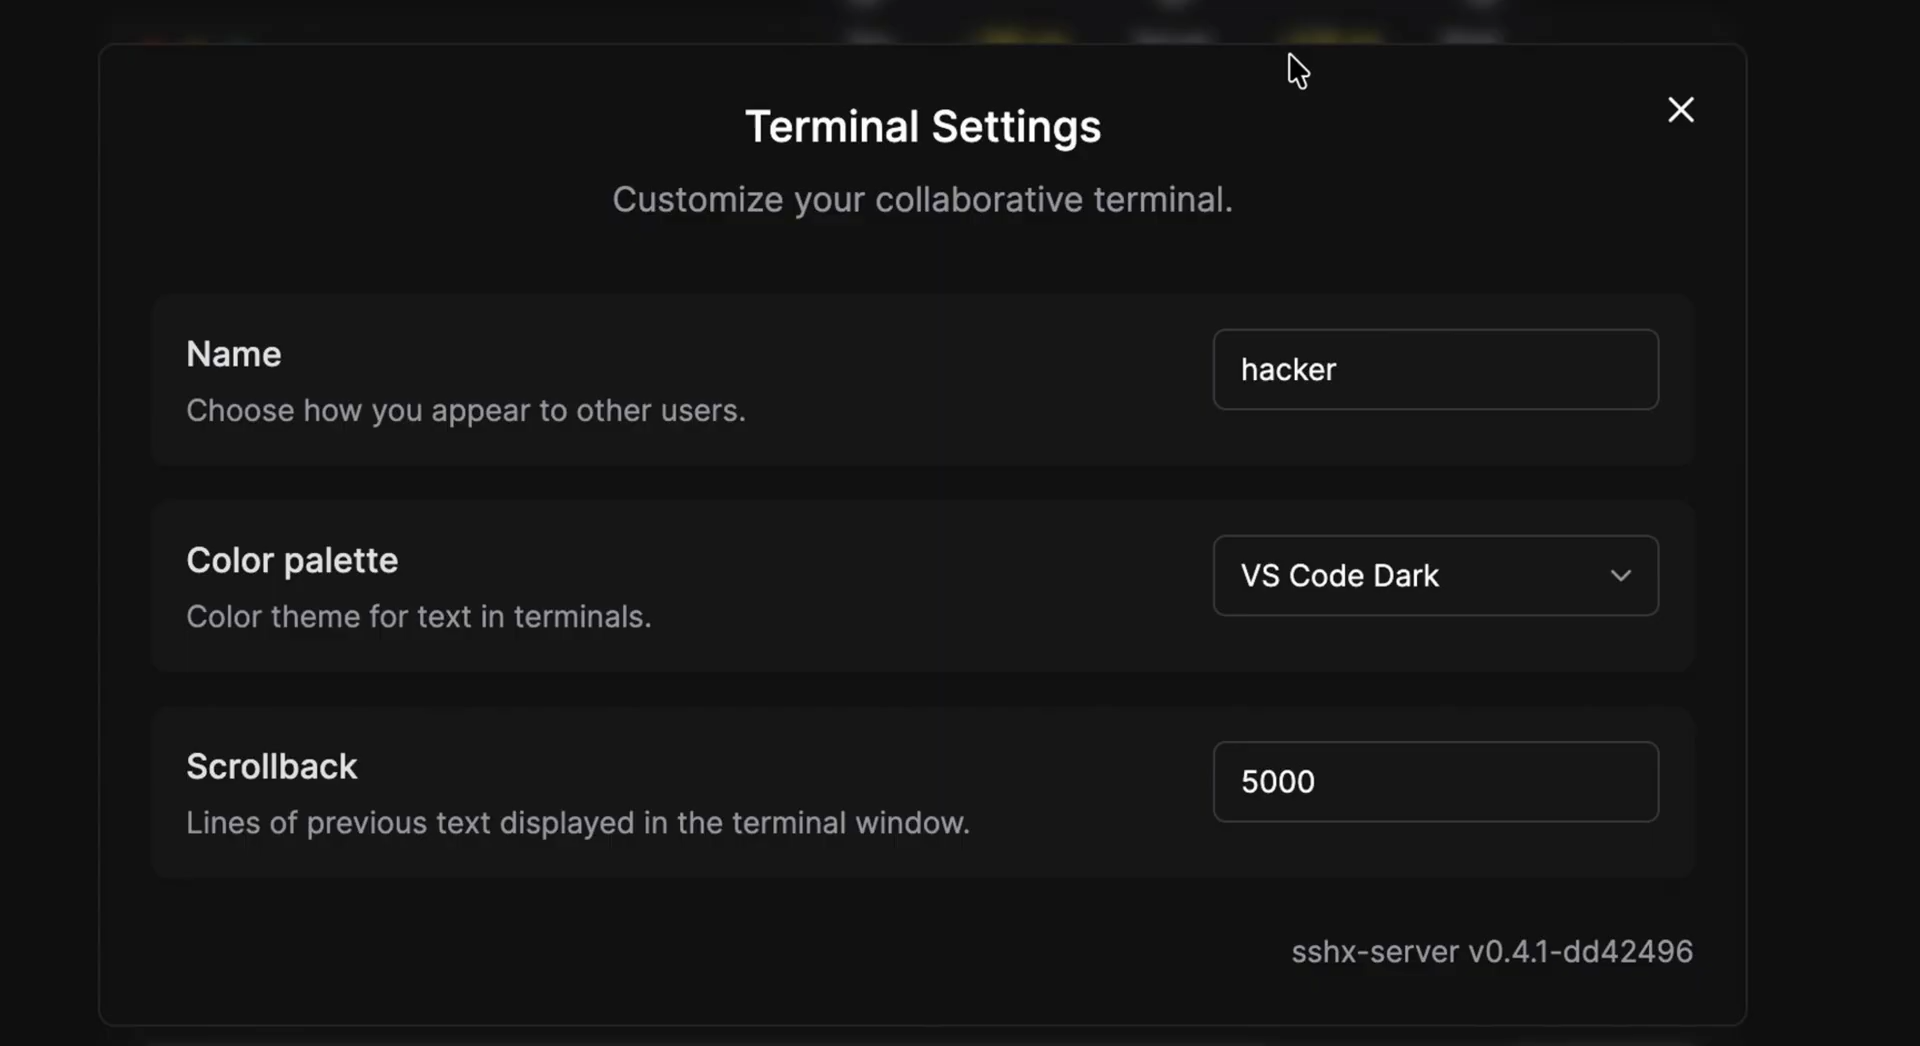 Terminal Settings
Customize your collaborative terminal.
Name
Choose how you appear to other users.
hacker
Color palette
Color theme for text in terminals.
VS Code Dark
Scrollback
Lines of previous text displayed in the terminal window.
5000
sshx-server v0.4.1-dd42496